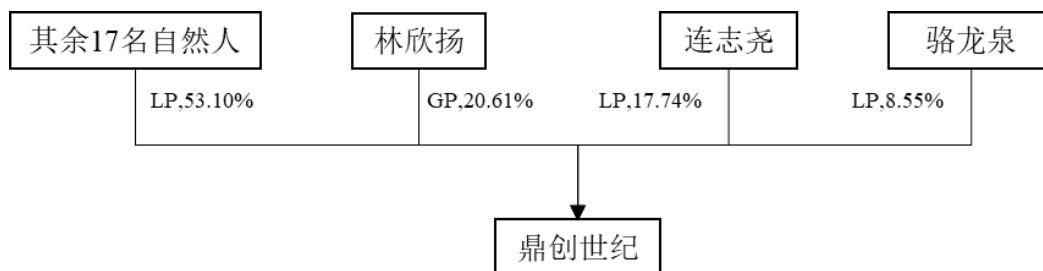 其余17名自然人
林欣扬
连志尧
骆龙泉
LP,53.10%
GP,20.61%
LP,17.74%
LP,8.55%
鼎创世纪